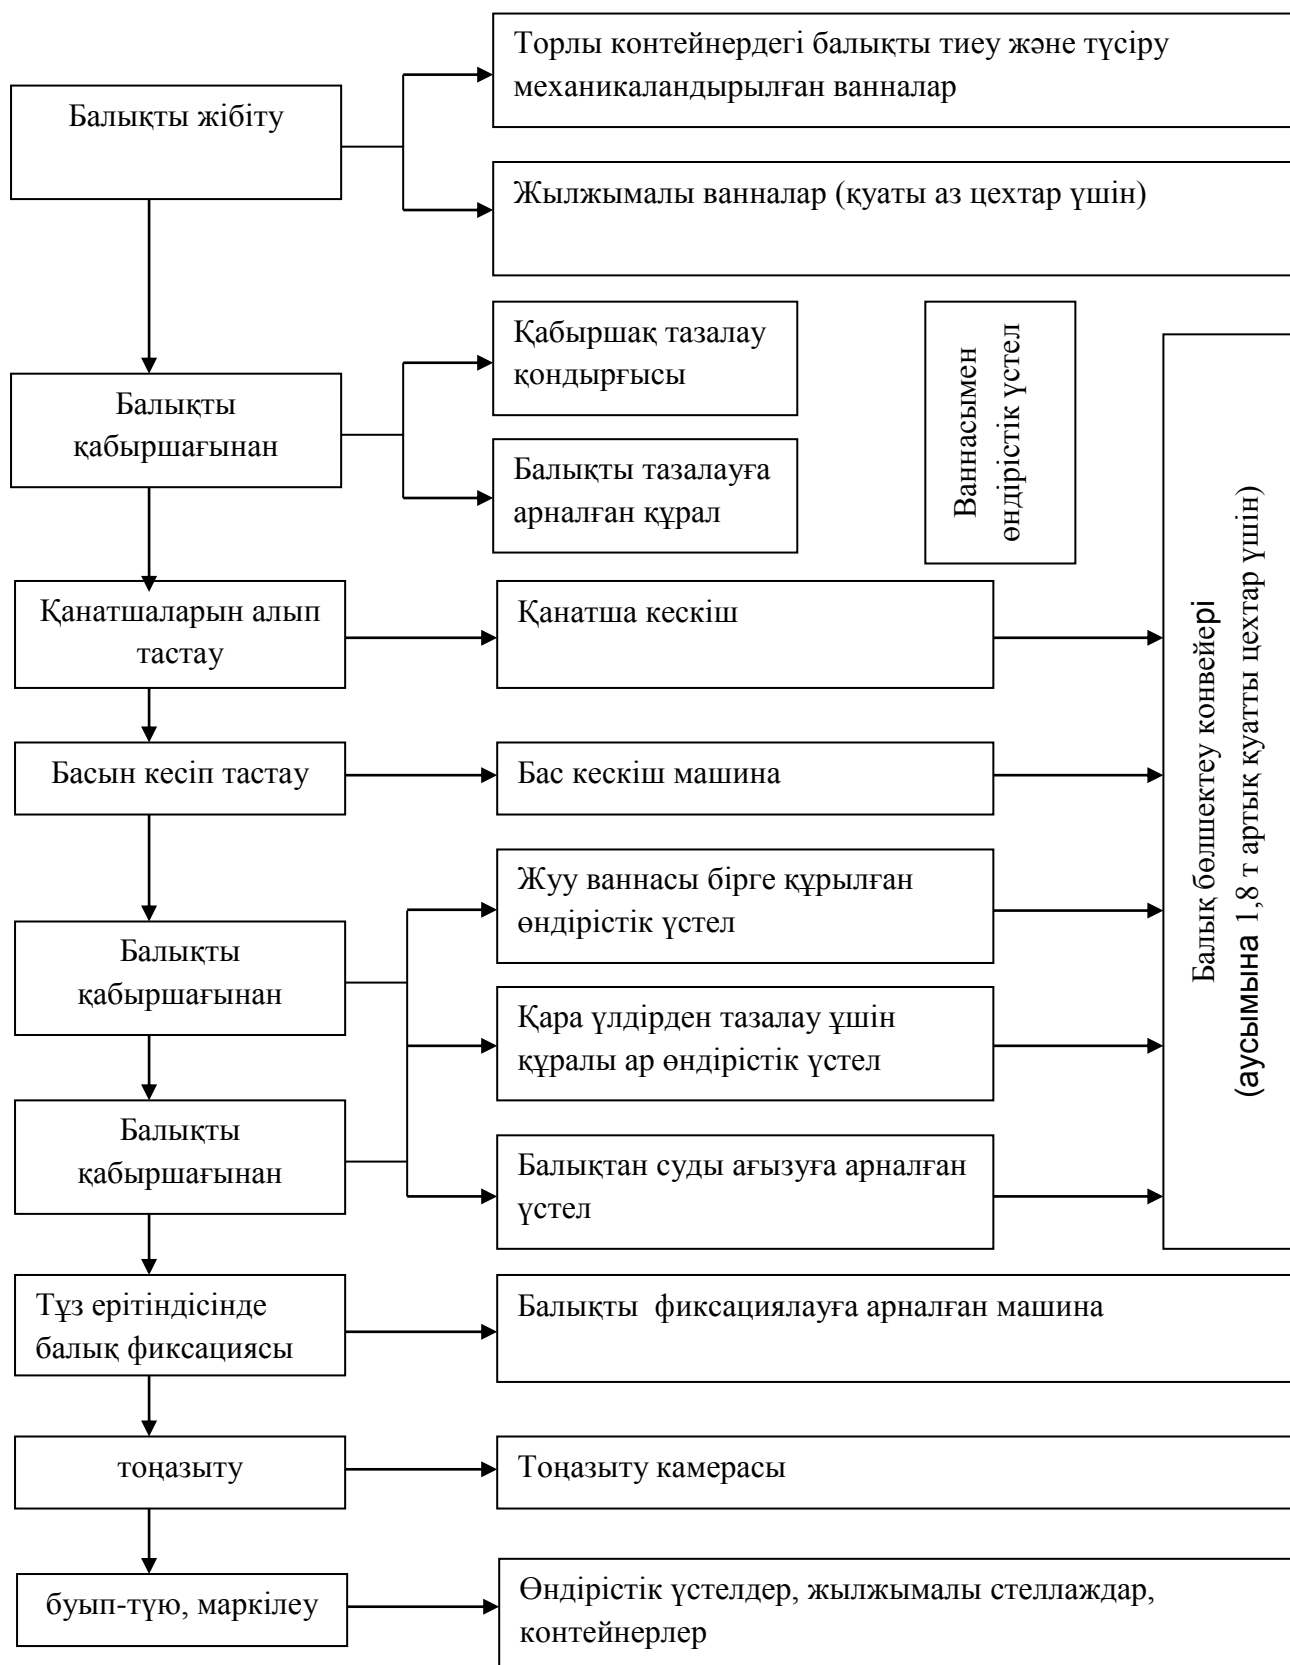 Торлы контейнердегі балықты тиеу және түсіру
механикаландырылған ванналар
Балықты жібіту
Жылжымалы ванналар (қуаты аз цехтар үшін)
Қабыршақ тазалау
қондырғысы
Ваннасымен
өндірістік үстел
Балықты
қабыршағынан
Балықты тазалауға
арналған құрал
Балық бөлшектеу конвейері
(аусымына 1,8 т артық қуатты цехтар үшін)
Қанатшаларын алып
тастау
Қанатша кескіш
Басын кесіп тастау
Бас кескіш машина
Жуу ваннасы бірге құрылған
өндірістік үстел
Балықты
қабыршағынан
Қара үлдірден тазалау ұшін
құралы ар өндірістік үстел
Балықты
қабыршағынан
Балықтан суды ағызуға арналған
үстел
Тұз ерітіндісінде
балық фиксациясы
Балықты фиксациялауға арналған машина
тоңазыту
Тоңазыту камерасы
буып-түю, маркілеу
Өндірістік үстелдер, жылжымалы стеллаждар,
контейнерлер